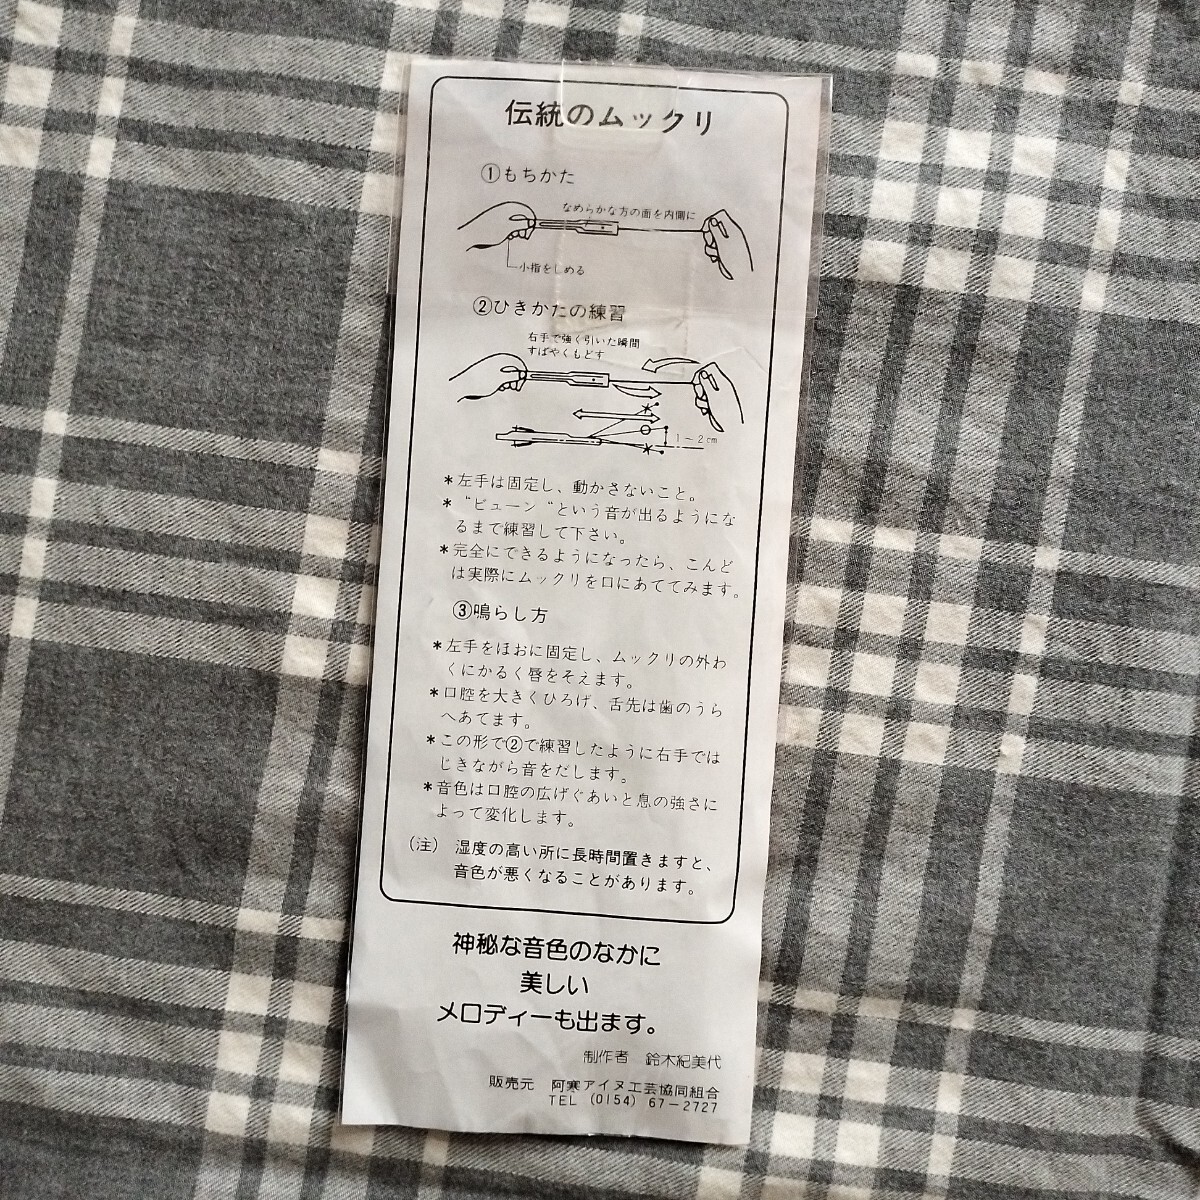 伝統のムックリ
①もちかた
なめらかな方の面を内側に
小指をしめる
②ひきかたの練習
右手で強く引いた瞬間
すばやくもどす
1～2cm
＊左手は固定し、動かさないこと。
＊“ビューン“という音が出るようにな
るまで練習して下さい。
＊完全にできるようになったら、こんど
は実際にムックリを口にあててみます。
③鳴らし方
＊左手をほおに固定し、ムックリの外わ
くにかるく唇をそえます。
＊口腔を大きくひろげ、舌先は歯のうら
へあてます。
＊この形で②で練習したように右手では
じきながら音をだします。
＊音色は口腔の広げぐあいと息の強さに
よって変化します。
（注） 湿度の高い所に長時間置きますと、
音色が悪くなることがあります。
神秘な音色のなかに
美しい
メロディーも出ます。
制作者 鈴木紀美代
販売元 阿寒アイヌ工芸協同組合
TEL (0154) 67-2727